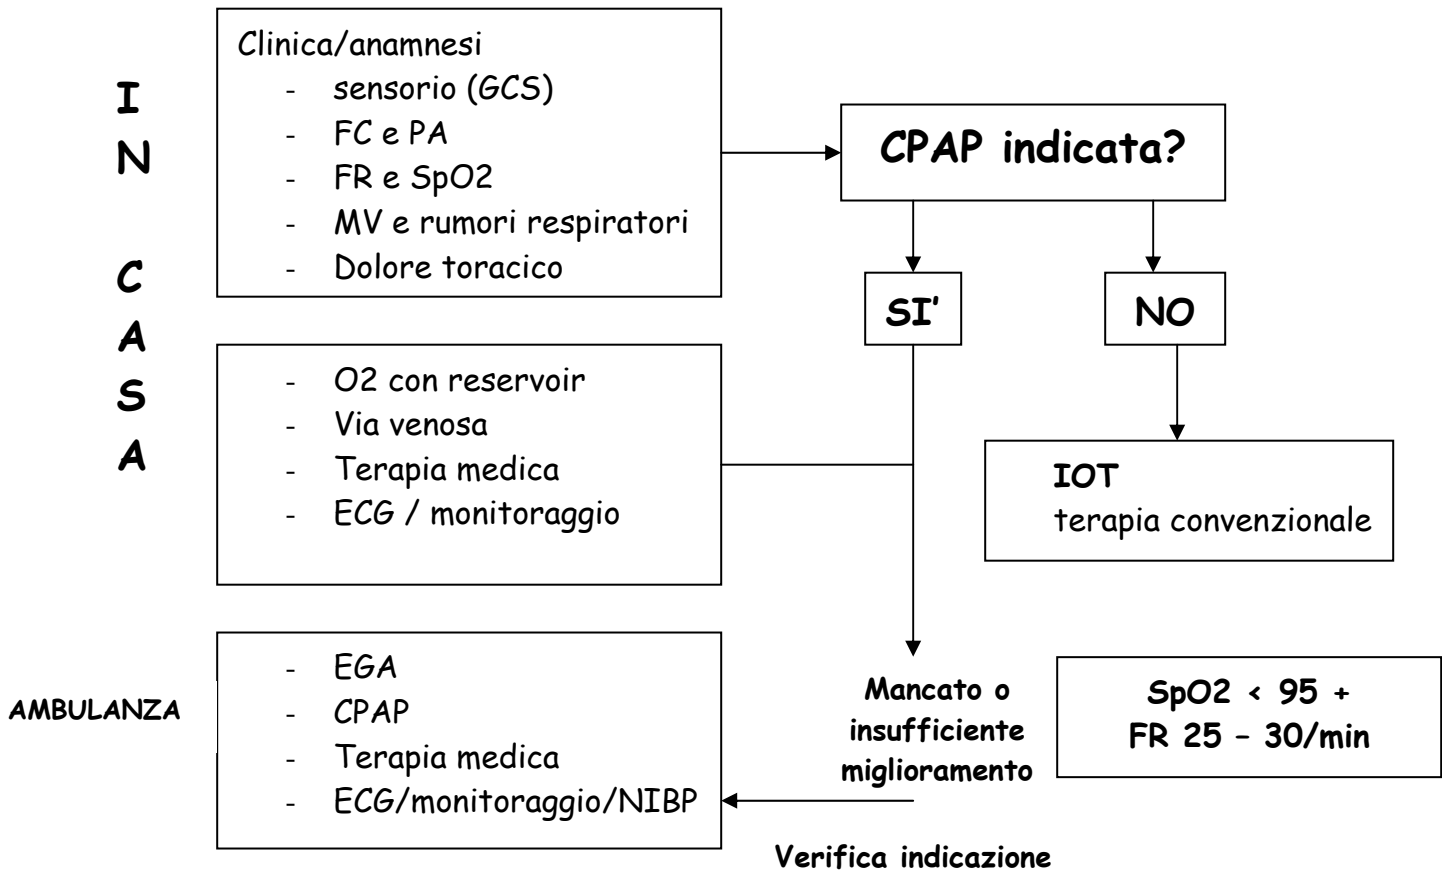 I
N
C
A
S
A
Clinica/anamnesi
- sensorio (GCS)
- FC e PA
- FR e SpO2
- MV e rumori respiratori
- Dolore toracico
CPAP indicata?
SI'
NO
- O2 con reservoir
- Via venosa
- Terapia medica
- ECG / monitoraggio
IOT
terapia convenzionale
AMBULANZA
- EGA
- CPAP
- Terapia medica
- ECG/monitoraggio/NIBP
Mancato o
insufficiente
miglioramento
SpO2 < 95 +
FR 25 – 30/min
Verifica indicazione